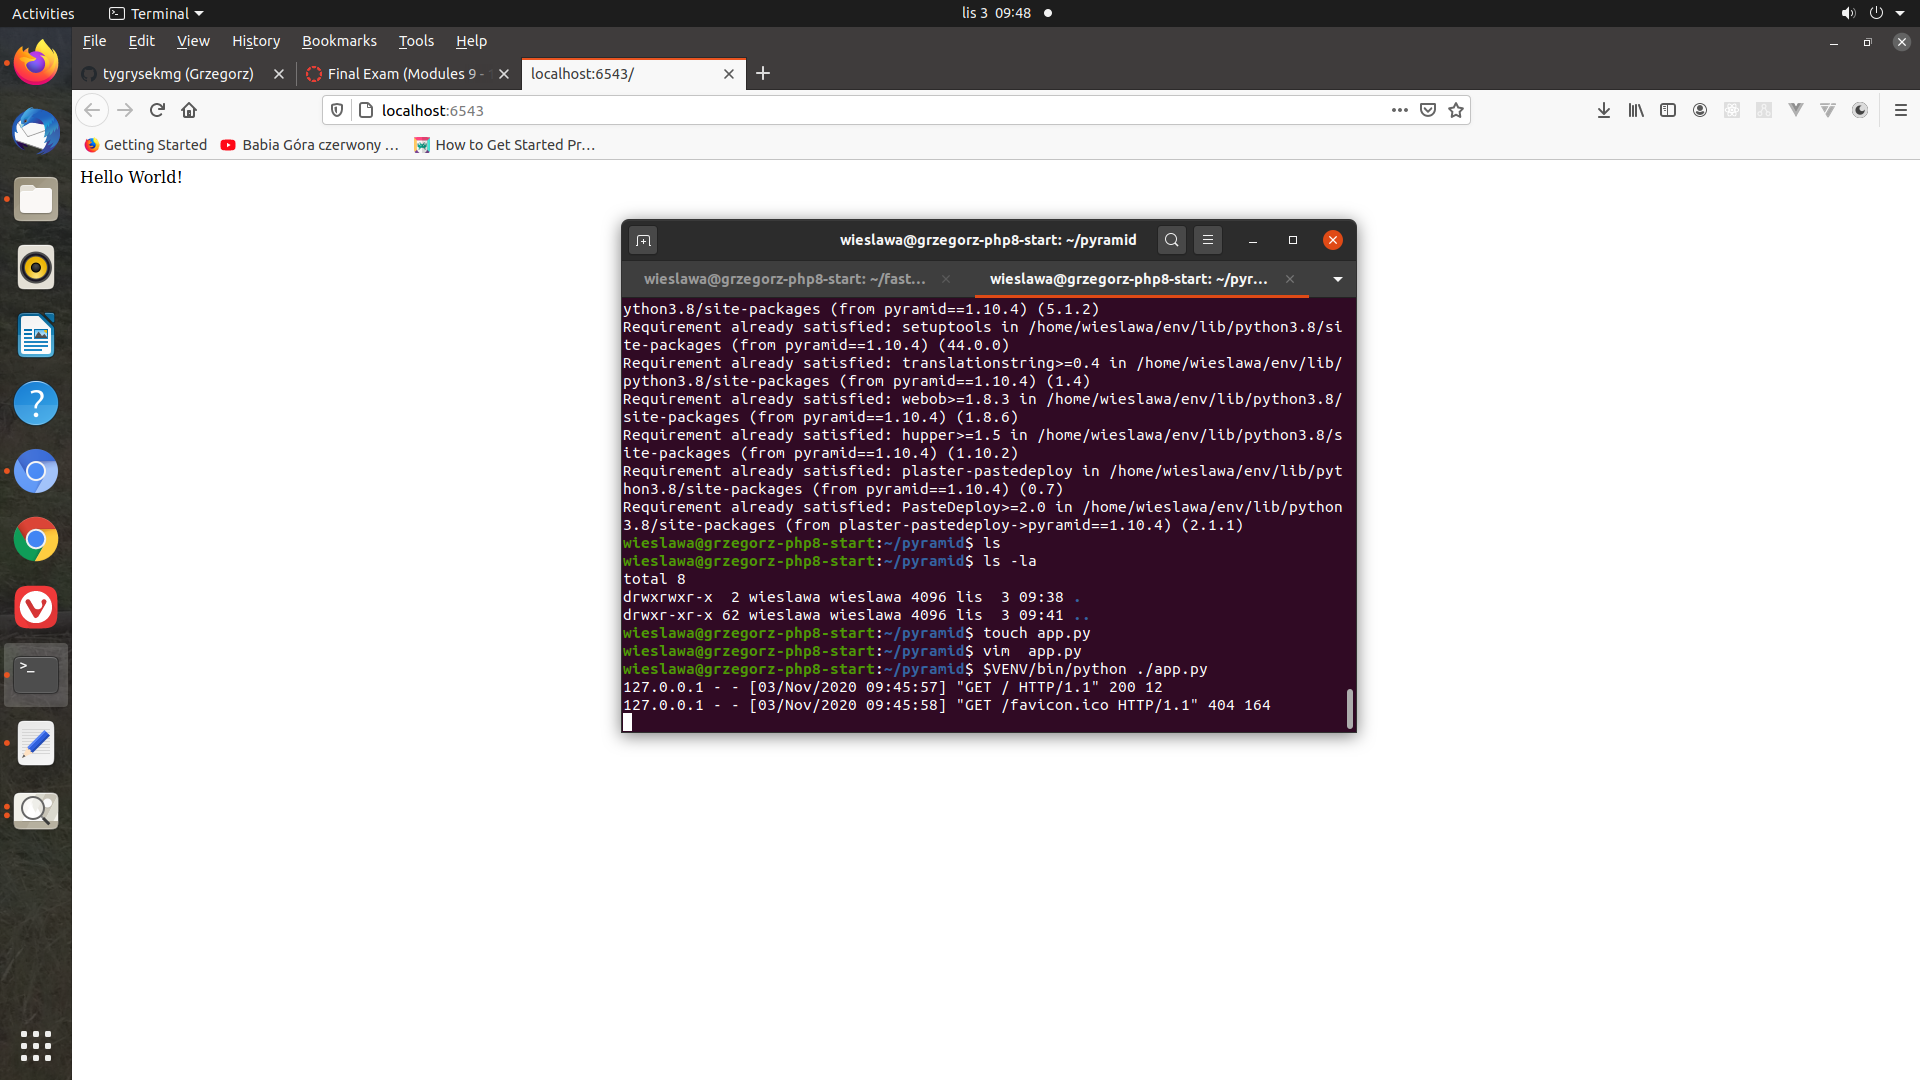 Activities
Terminal
lis 3 09:48
File Edit View History Bookmarks Tools Help
tygrysekmg (Grzegorz)
Final Exam (Modules 9 -
localhost:6543/
localhost:6543
Getting Started
Babia Góra czerwony …
How to Get Started Pr…
Hello World!
wieslawa@grzegorz-php8-start: ~/pyramid
wieslawa@grzegorz-php8-start: ~/fast…
wieslawa@grzegorz-php8-start: ~/pyr…
ython3.8/site-packages (from pyramid==1.10.4) (5.1.2)
Requirement already satisfied: setuptools in /home/wieslawa/env/lib/python3.8/si
te-packages (from pyramid==1.10.4) (44.0.0)
Requirement already satisfied: translationstring>=0.4 in /home/wieslawa/env/lib/
python3.8/site-packages (from pyramid==1.10.4) (1.4)
Requirement already satisfied: webob>=1.8.3 in /home/wieslawa/env/lib/python3.8/
site-packages (from pyramid==1.10.4) (1.8.6)
Requirement already satisfied: hupper>=1.5 in /home/wieslawa/env/lib/python3.8/s
ite-packages (from pyramid==1.10.4) (1.10.2)
Requirement already satisfied: plaster-pastedeploy in /home/wieslawa/env/lib/pyt
hon3.8/site-packages (from pyramid==1.10.4) (0.7)
Requirement already satisfied: PasteDeploy>=2.0 in /home/wieslawa/env/lib/python
3.8/site-packages (from plaster-pastedeploy->pyramid==1.10.4) (2.1.1)
wieslawa@grzegorz-php8-start:~/pyramid$ ls
wieslawa@grzegorz-php8-start:~/pyramid$ ls -la
total 8
drwxrwxr-x  2 wieslawa wieslawa 4096 lis  3 09:38 .
drwxr-xr-x 62 wieslawa wieslawa 4096 lis  3 09:41 ..
wieslawa@grzegorz-php8-start:~/pyramid$ touch app.py
wieslawa@grzegorz-php8-start:~/pyramid$ vim  app.py
wieslawa@grzegorz-php8-start:~/pyramid$ $VENV/bin/python ./app.py
127.0.0.1 - - [03/Nov/2020 09:45:57] "GET / HTTP/1.1" 200 12
127.0.0.1 - - [03/Nov/2020 09:45:58] "GET /favicon.ico HTTP/1.1" 404 164